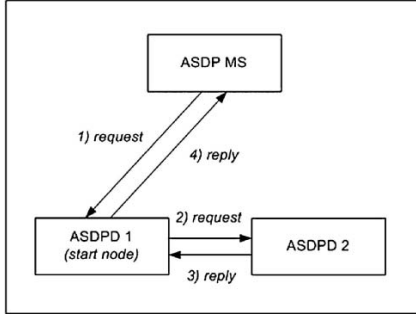 ASDP MS
1) request
4) reply
2) request
ASDPD 1
(start node)
ASDPD 2
3) reply